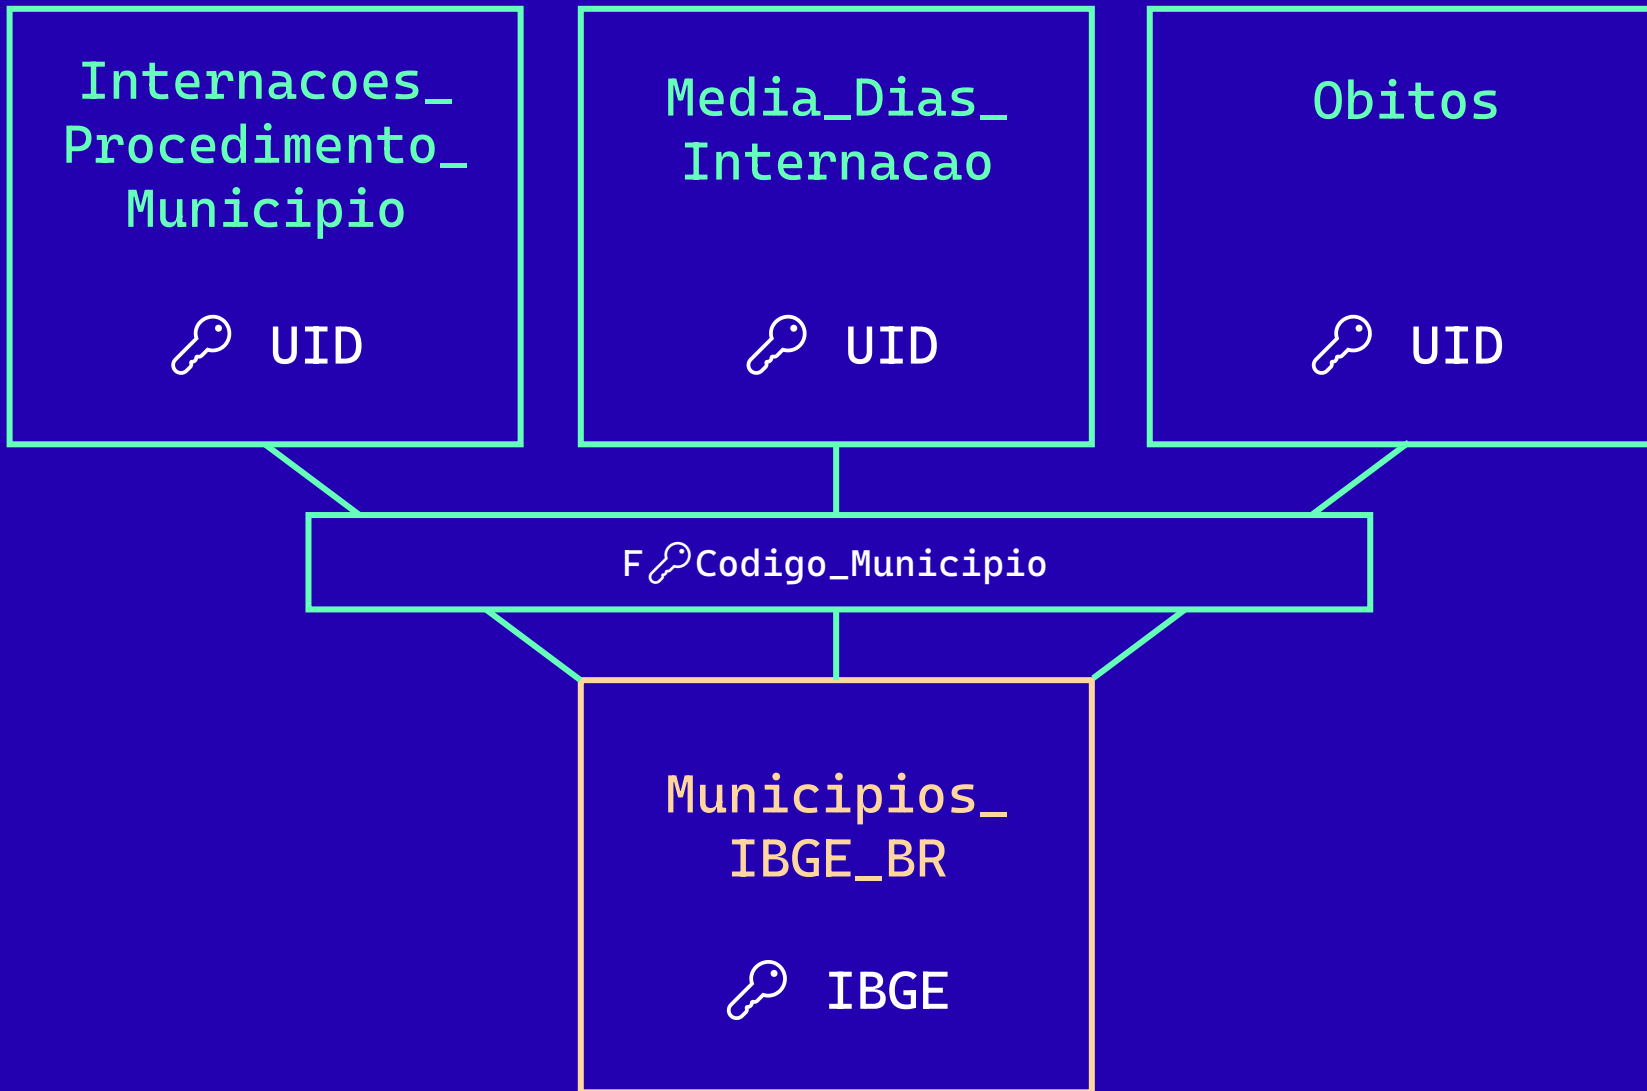 Internacoes_
Procedimento_
Municipio
UID
Media_Dias_
Internacao
UID
Obitos
UID
F Codigo_Municipio
Municipios_
IBGE_BR
IBGE